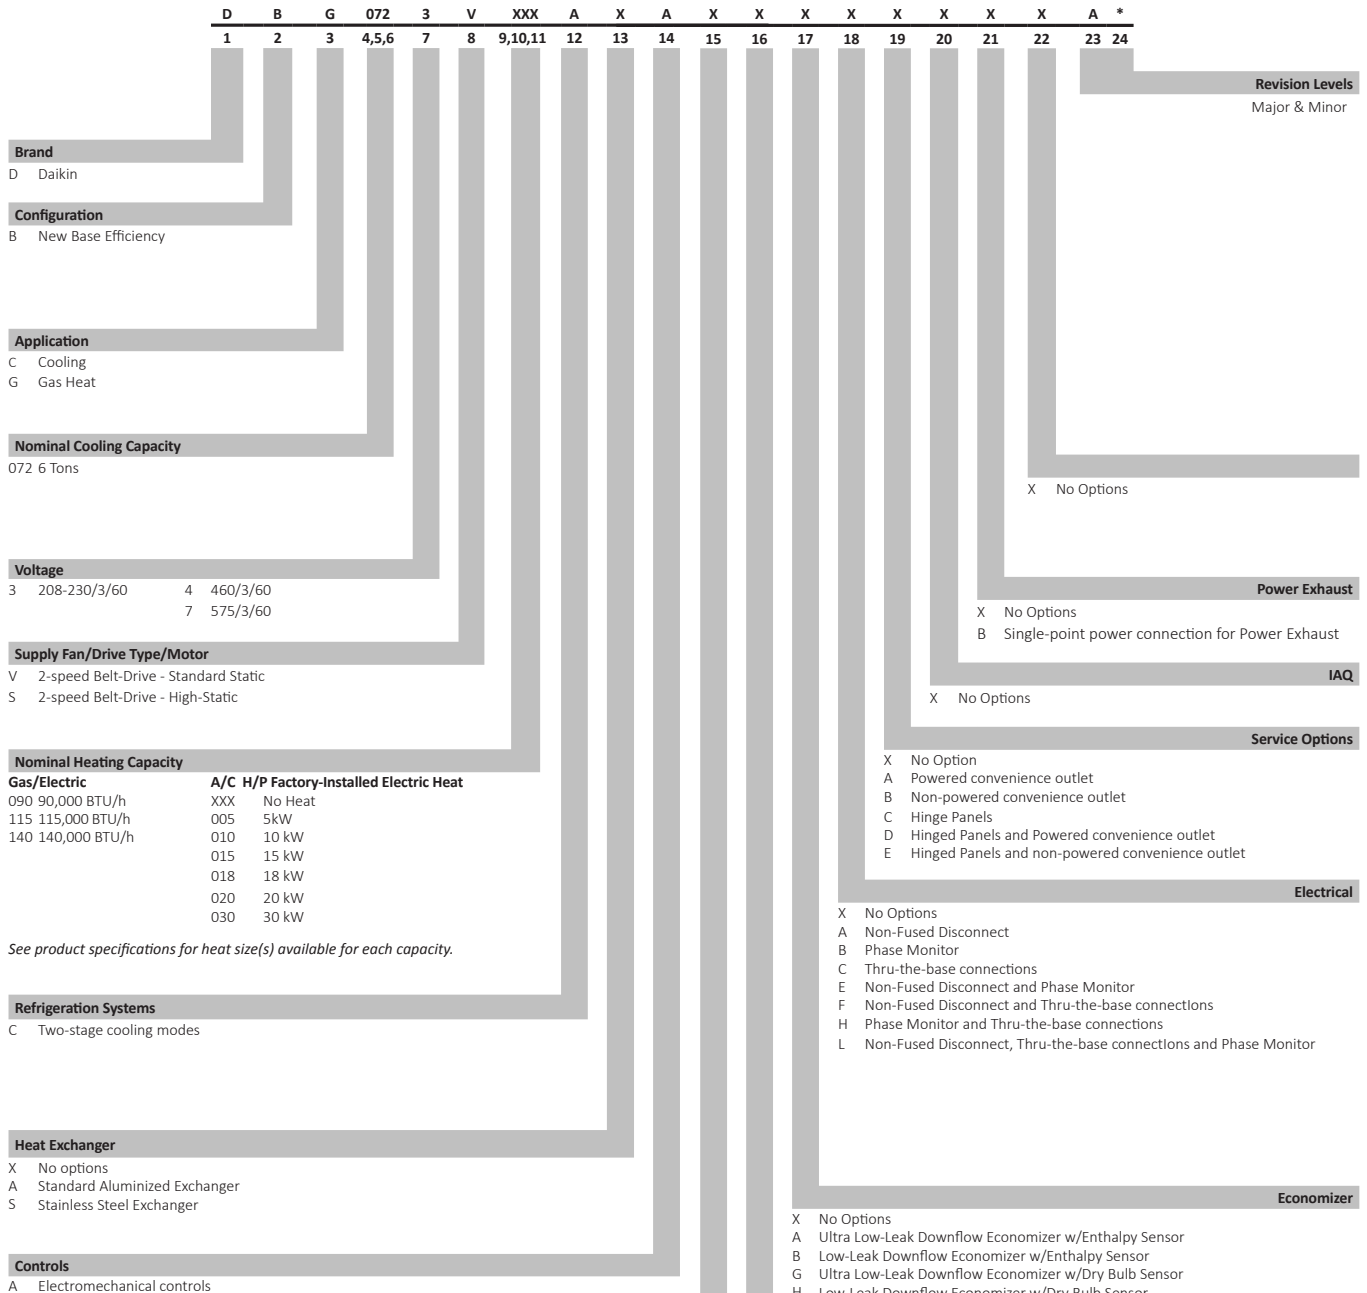 D B G 072 3 V XXX A X A X X X X X X X X A *
1 2 3 4,5,6 7 8 9,10,11 12 13 14 15 16 17 18 19 20 21 22 23 24
Revision Levels
Major & Minor
Brand
D Daikin
Configuration
B New Base Efficiency
Application
C Cooling
G Gas Heat
Nominal Cooling Capacity
072 6 Tons
X No Options
Voltage
3 208-230/3/60 4 460/3/60
7 575/3/60
Power Exhaust
X No Options
B Single-point power connection for Power Exhaust
Supply Fan/Drive Type/Motor
V 2-speed Belt-Drive - Standard Static
S 2-speed Belt-Drive - High-Static
IAQ
X No Options
Service Options
X No Option
A Powered convenience outlet
B Non-powered convenience outlet
C Hinge Panels
D Hinged Panels and Powered convenience outlet
E Hinged Panels and non-powered convenience outlet
Nominal Heating Capacity
Gas/Electric A/C H/P Factory-Installed Electric Heat
090 90,000 BTU/h XXX No Heat
115 115,000 BTU/h 005 5kW
140 140,000 BTU/h 010 10 kW
015 15 kW
018 18 kW
020 20 kW
030 30 kW
See product specifications for heat size(s) available for each capacity.
Electrical
X No Options
A Non-Fused Disconnect
B Phase Monitor
C Thru-the-base connections
E Non-Fused Disconnect and Phase Monitor
F Non-Fused Disconnect and Thru-the-base connectIons
H Phase Monitor and Thru-the-base connections
L Non-Fused Disconnect, Thru-the-base connectIons and Phase Monitor
Refrigeration Systems
C Two-stage cooling modes
Heat Exchanger
X No options
A Standard Aluminized Exchanger
S Stainless Steel Exchanger
Economizer
X No Options
A Ultra Low-Leak Downflow Economizer w/Enthalpy Sensor
B Low-Leak Downflow Economizer w/Enthalpy Sensor
G Ultra Low-Leak Downflow Economizer w/Dry Bulb Sensor
H Low-Leak Downflow Economizer w/Dry Bulb Sensor
Controls
A Electromechanical controls